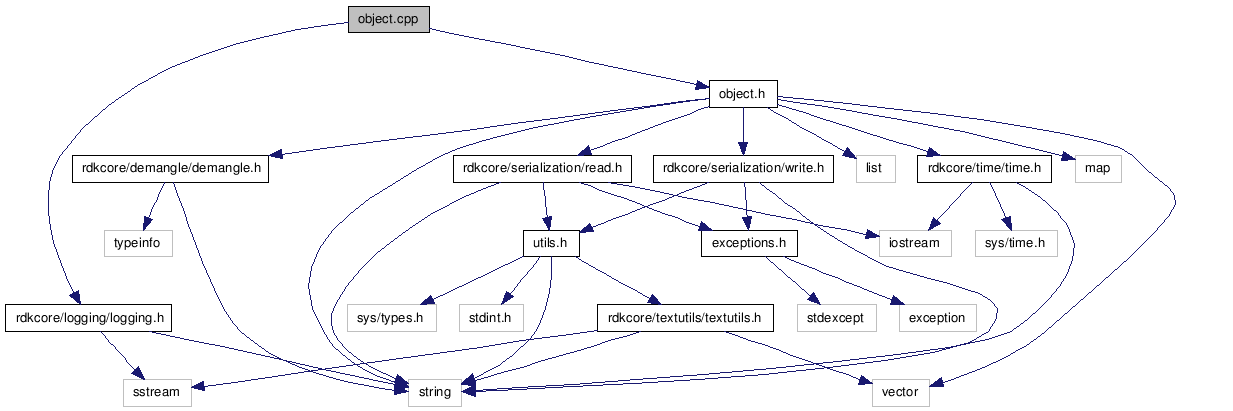 object.cpp
object.h
rdkcore/demangle/demangle.h
rdkcore/serialization/read.h
rdkcore/serialization/write.h
list
rdkcore/time/time.h
map
typeinfo
utils.h
exceptions.h
iostream
sys/time.h
rdkcore/logging/logging.h
sys/types.h
stdint.h
rdkcore/textutils/textutils.h
stdexcept
exception
sstream
string
vector